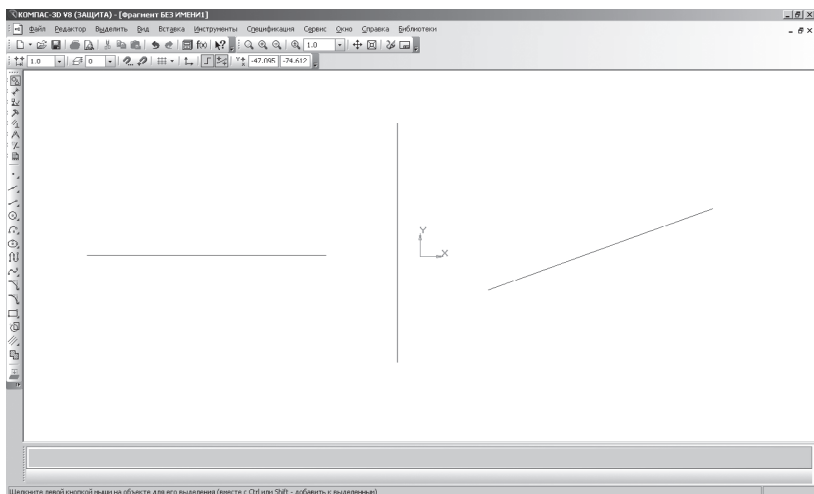 КОМПАС-3D V8 (ЗАЩИТА) - [Фрагмент БЕЗ ИМЕНИ1]
Файл Редактор Выделить Вид Вставка Инструменты Спецификация Сервис Окно Справка Библиотеки
f(x) 1.0
1.0 0 -47.095 -74.612
Y
X
Щелкните левой кнопкой мыши на объекте для его выделения (вместе с Ctrl или Shift - добавить к выделенным)